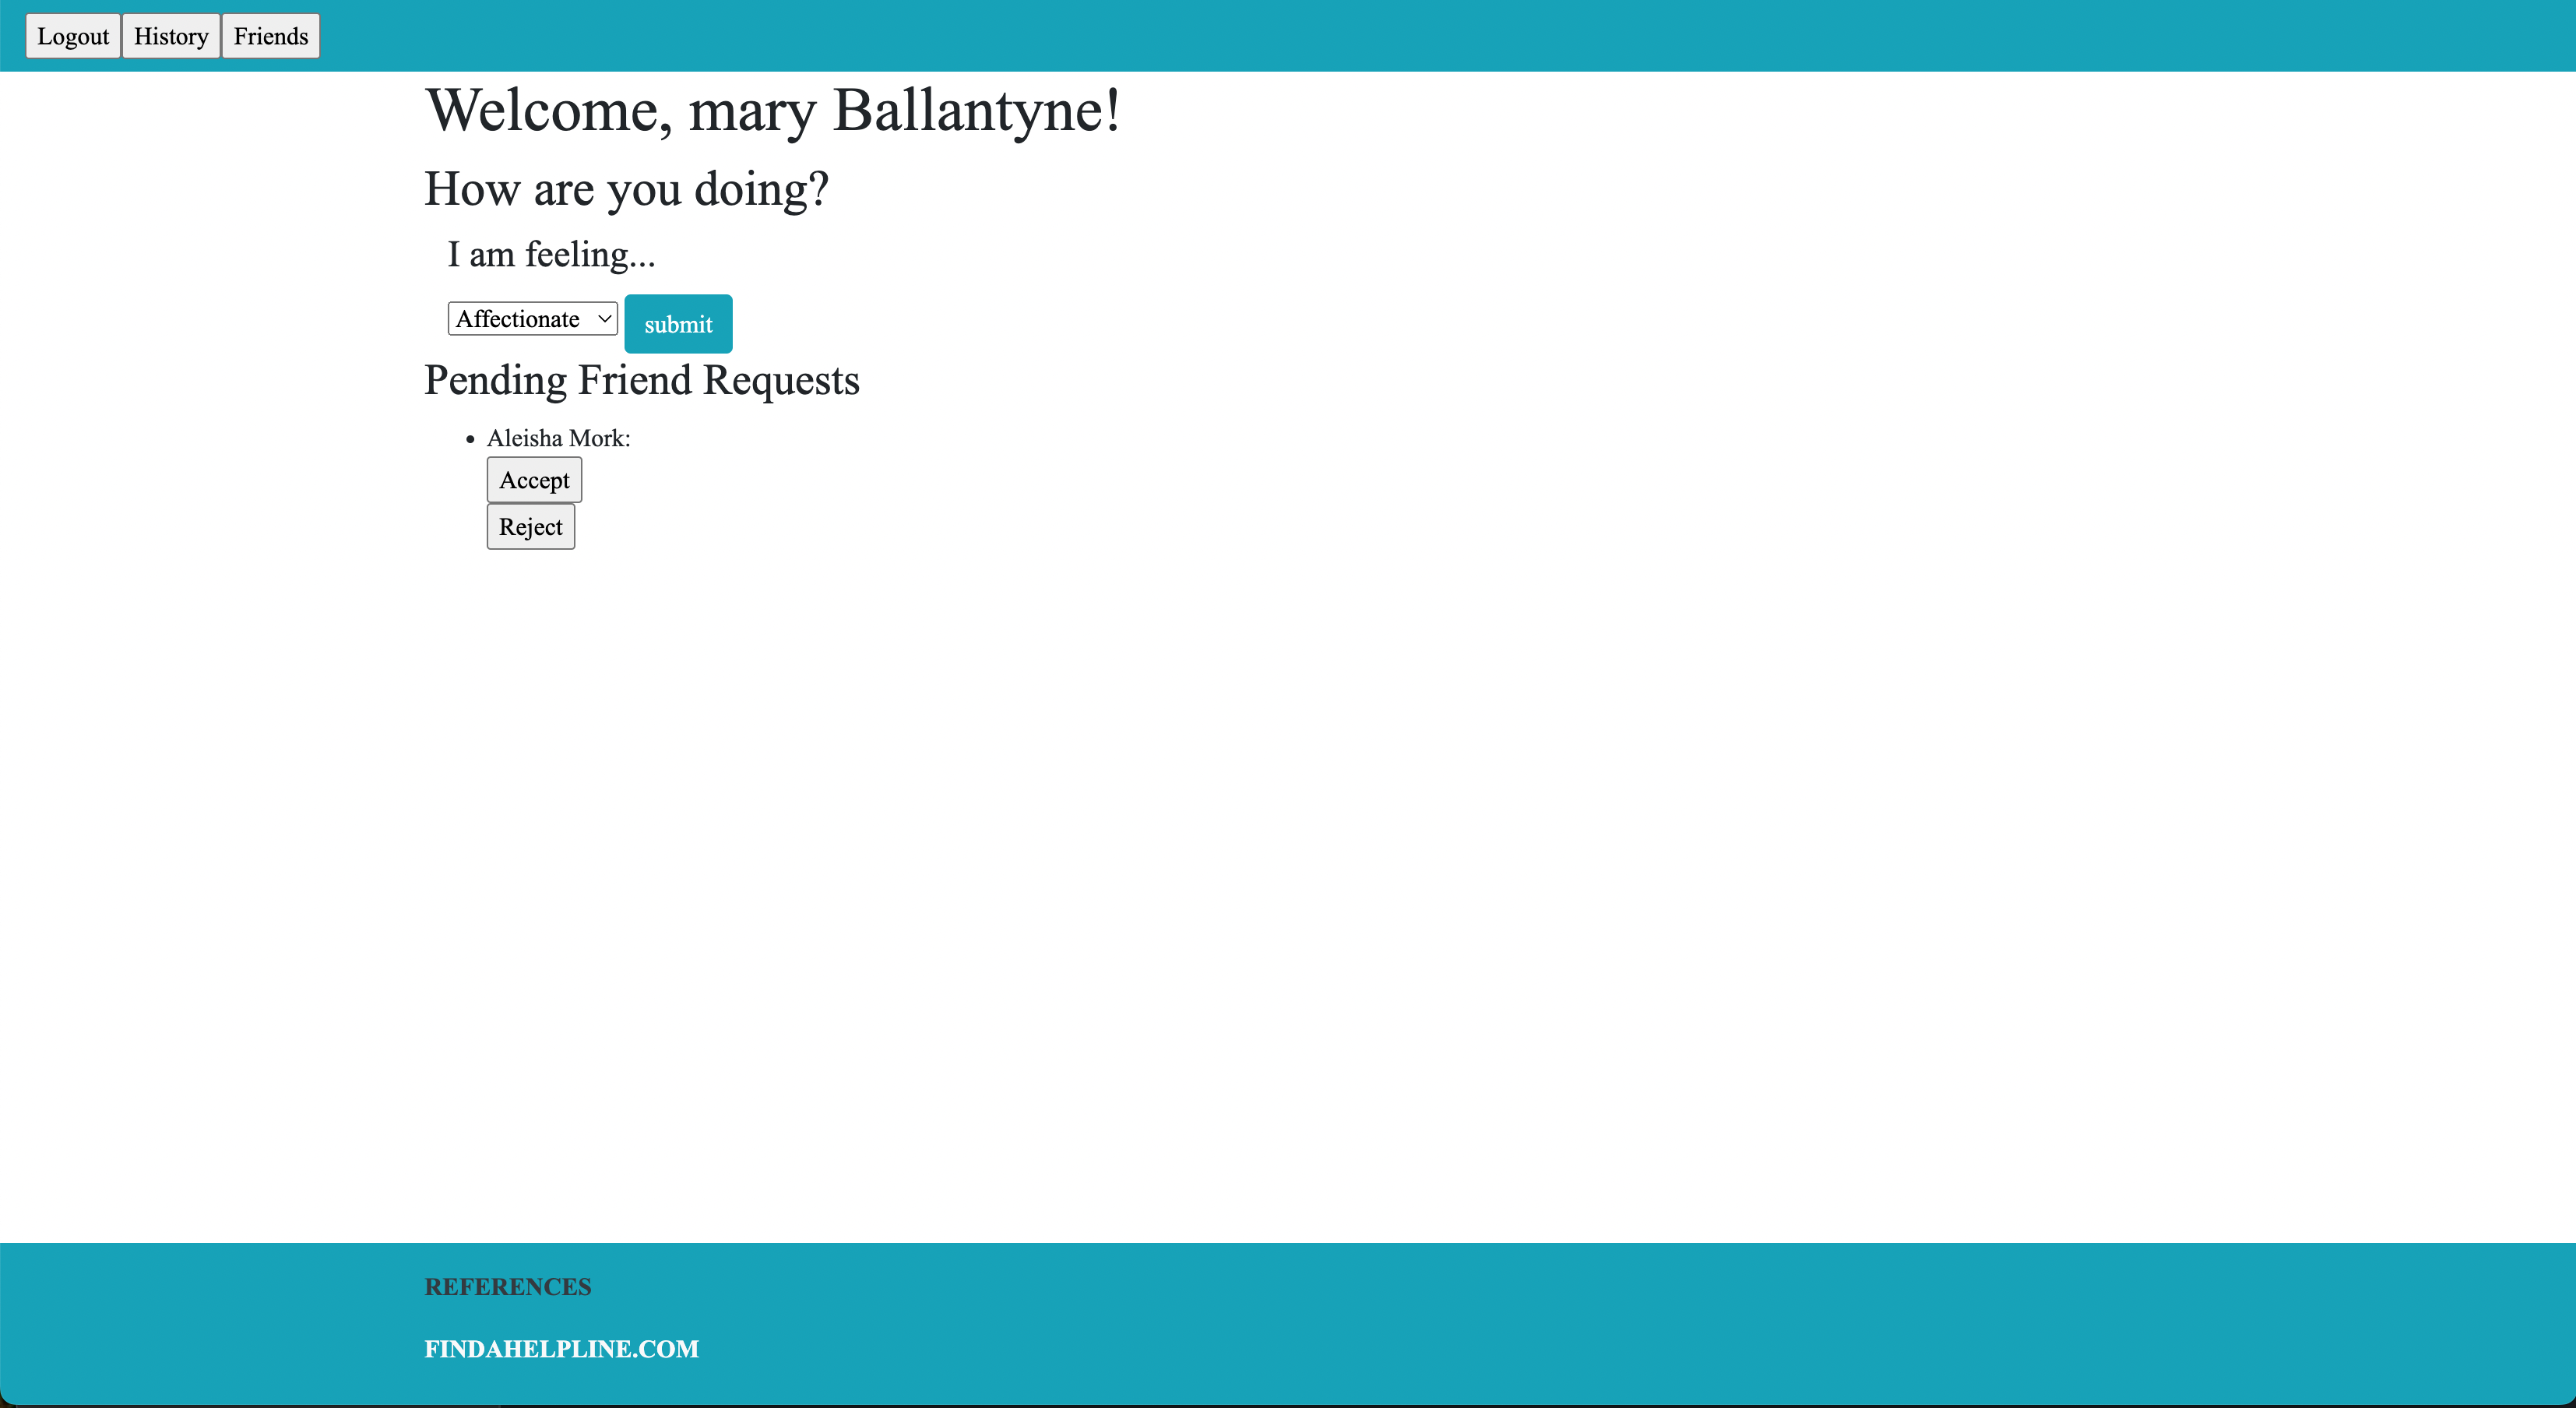 Logout History Friends
Welcome, mary Ballantyne!
How are you doing?
I am feeling...
Affectionate submit
Pending Friend Requests
Aleisha Mork:
Accept
Reject
REFERENCES
FINDAHELPLINE.COM